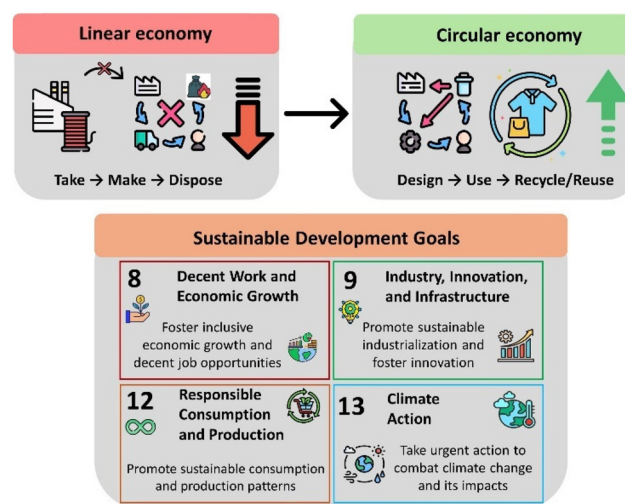 Linear economy
Take → Make → Dispose
Circular economy
Design → Use → Recycle/Reuse
Sustainable Development Goals
8
Decent Work and
Economic Growth
Foster inclusive
economic growth and
decent job opportunities
9
Industry, Innovation,
and Infrastructure
Promote sustainable
industrialization and
foster innovation
12
Responsible
Consumption
and Production
Promote sustainable consumption
and production patterns
13
Climate
Action
Take urgent action to
combat climate change
and its impacts